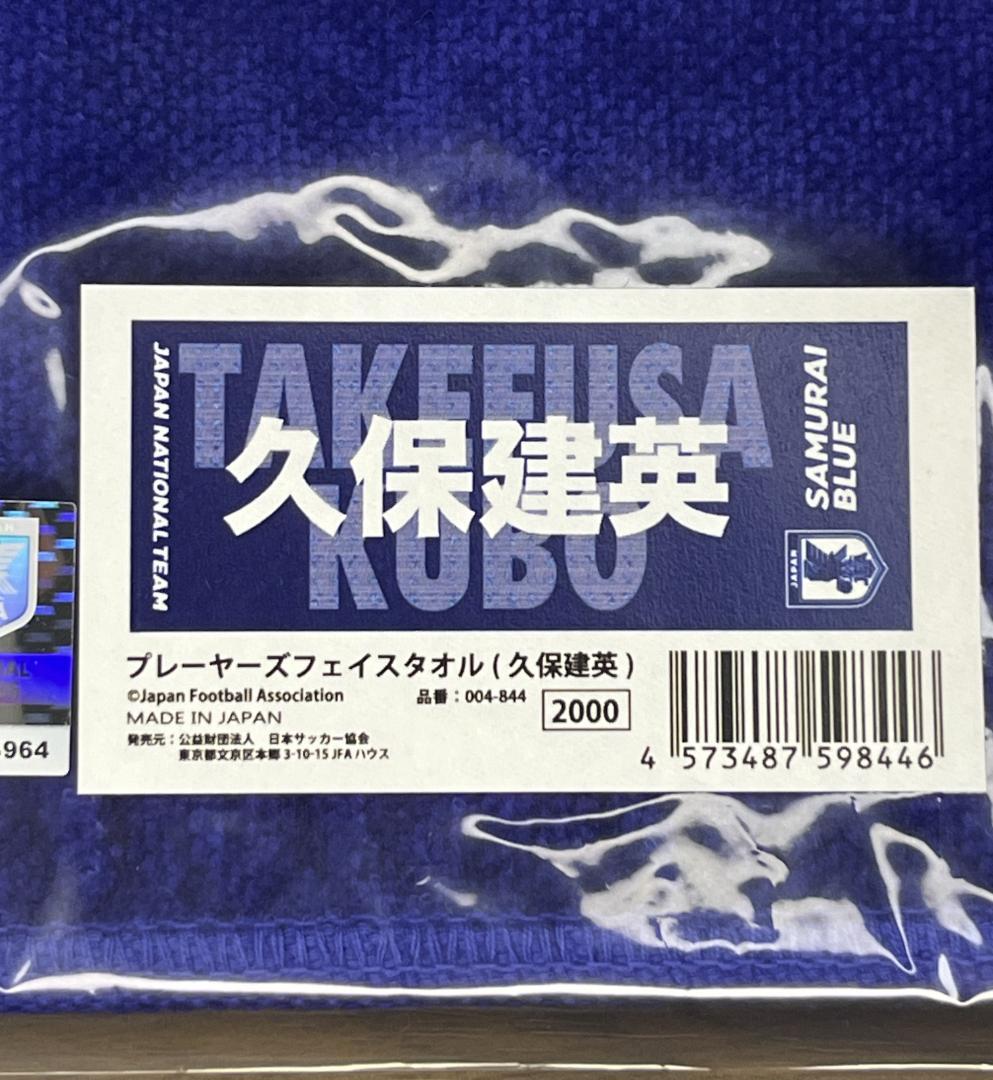 JAPAN NATIONAL TEAM
TAKEFUSA
久保建英
KUBO
SAMURAI
BLUE
JAPAN
プレーヤーズフェイスタオル ( 久保建英 )
©Japan Football Association
品番：004-844
MADE IN JAPAN
2000
発売元：公益財団法人 日本サッカー協会
東京都文京区本郷 3-10-15 JFA ハウス
4 573487 598446
964